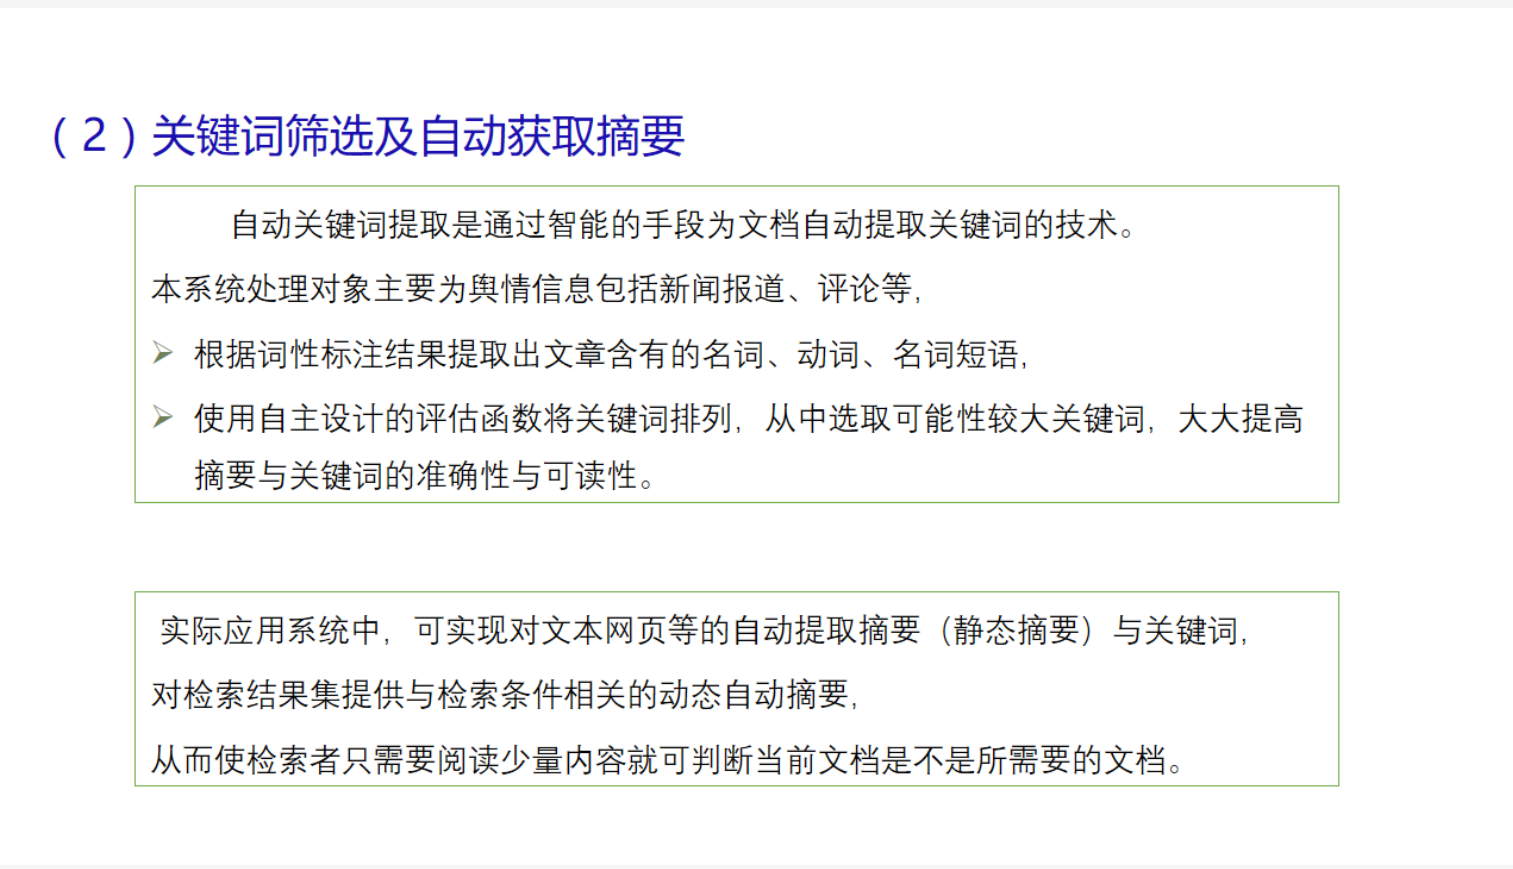 （2）关键词筛选及自动获取摘要
自动关键词提取是通过智能的手段为文档自动提取关键词的技术。
本系统处理对象主要为舆情信息包括新闻报道、评论等，
➢ 根据词性标注结果提取出文章含有的名词、动词、名词短语，
➢ 使用自主设计的评估函数将关键词排列，从中选取可能性较大关键词，大大提高
摘要与关键词的准确性与可读性。
实际应用系统中，可实现对文本网页等的自动提取摘要（静态摘要）与关键词，
对检索结果集提供与检索条件相关的动态自动摘要，
从而使检索者只需要阅读少量内容就可判断当前文档是不是所需要的文档。